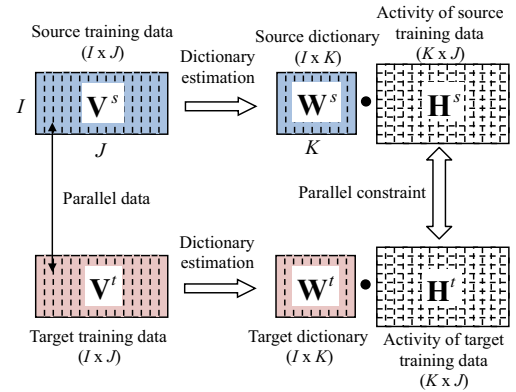 Source training data
(I x J)
Dictionary
estimation
Source dictionary
(I x K)
Activity of source
training data
(K x J)
I
V^s
W^s
H^s
J
K
Parallel data
Parallel constraint
Dictionary
estimation
V^t
W^t
H^t
Target training data
(I x J)
Target dictionary
(I x K)
Activity of target
training data
(K x J)